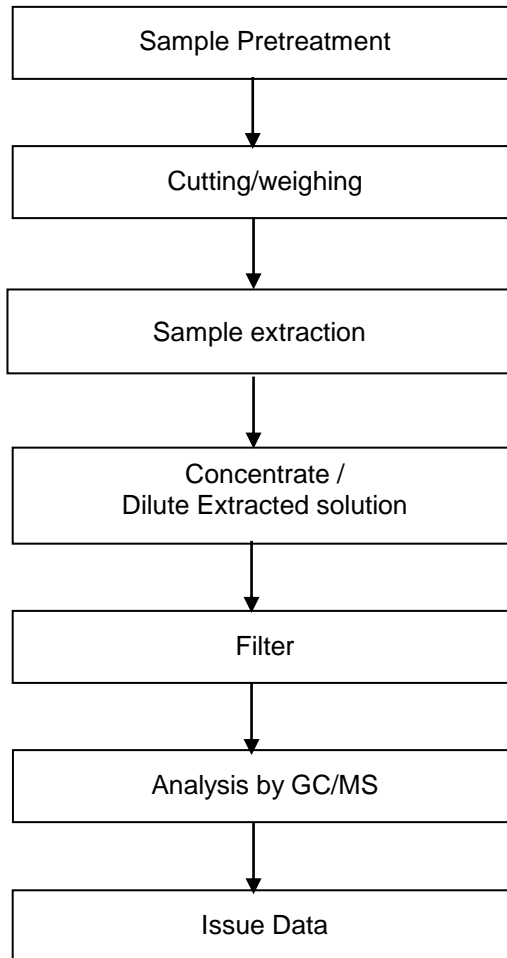 Sample Pretreatment
Cutting/weighing
Sample extraction
Concentrate /
Dilute Extracted solution
Filter
Analysis by GC/MS
Issue Data